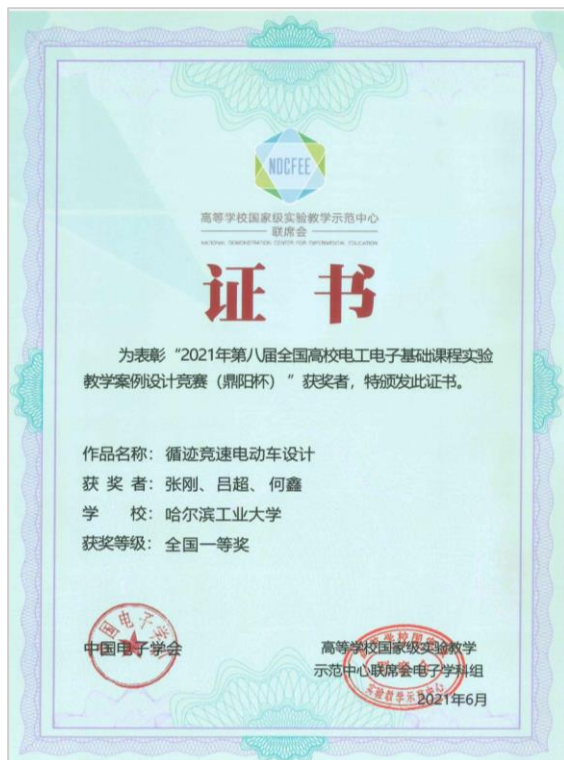 NDCFEE
高等学校国家级实验教学示范中心
联席会
NATIONAL DEMONSTRATION CENTER FOR EXPERIMENTAL EDUCATION
证 书
为表彰“2021年第八届全国高校电工电子基础课程实验
教学案例设计竞赛（鼎阳杯）”获奖者，特颁发此证书。
作品名称：循迹竞速电动车设计
获 奖 者：张刚、吕超、何鑫
学 校：哈尔滨工业大学
获奖等级：全国一等奖
中国电子学会
高等学校国家级实验教学
示范中心联席会电子学科组
2021年6月